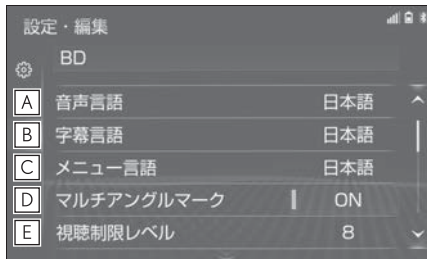 設定・編集
BD
A 音声言語 日本語
B 字幕言語 日本語
C メニュー言語 日本語
D マルチアングルマーク ON
E 視聴制限レベル 8